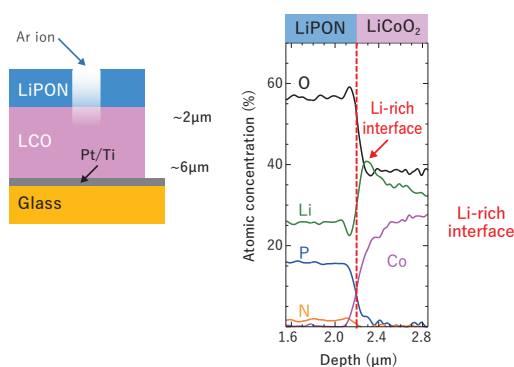 Ar ion
LiPON
LCO
Pt/Ti
Glass
~2μm
~6μm
LiPON
LiCoO₂
Atomic concentration (%)
60
40
20
O
Li-rich
interface
Li
P
Co
N
1.6
2.0
2.4
2.8
Depth (μm)
Li-rich
interface